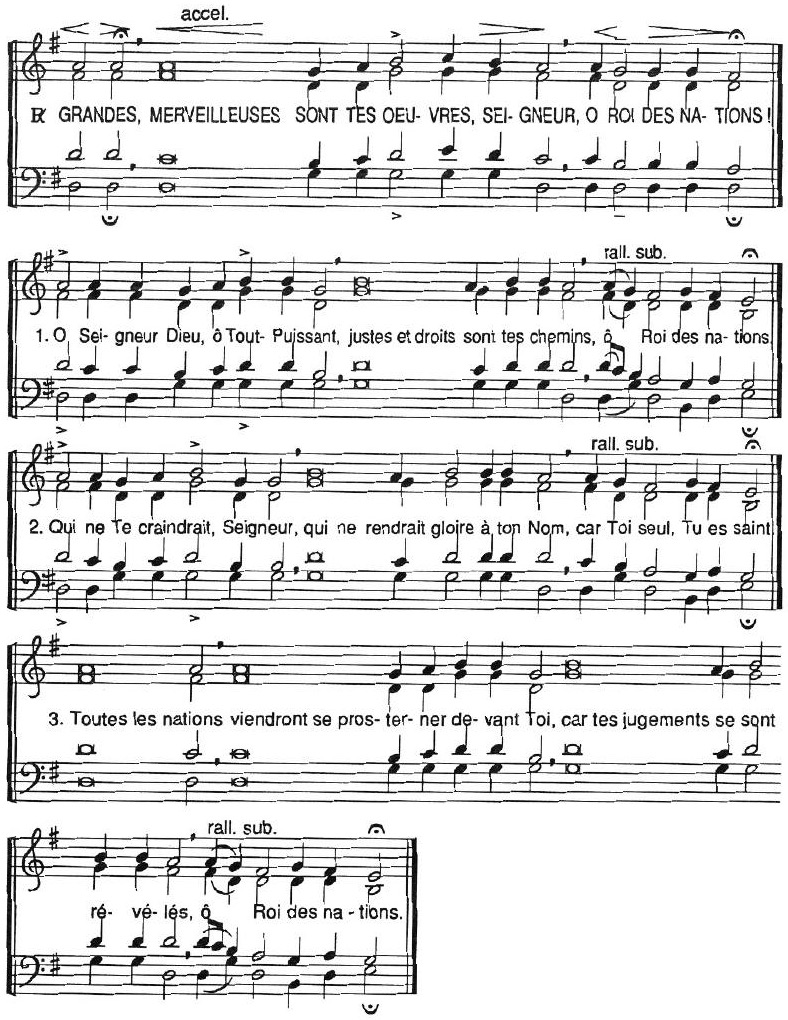 accel.
℟ GRANDES, MERVEILLEUSES SONT TES OEU- VRES, SEI- GNEUR, O ROI DES NA- TIONS !
rall. sub.
1. O Sei- gneur Dieu, ô Tout- Puissant, justes et droits sont tes chemins, ô Roi des na- tions.
rall. sub.
2. Qui ne Te craindrait, Seigneur, qui ne rendrait gloire à ton Nom, car Toi seul, Tu es saint.
3. Toutes les nations viendront se pros- ter- ner de- vant Toi, car tes jugements se sont
rall. sub.
ré- vé- lés, ô Roi des na - tions.